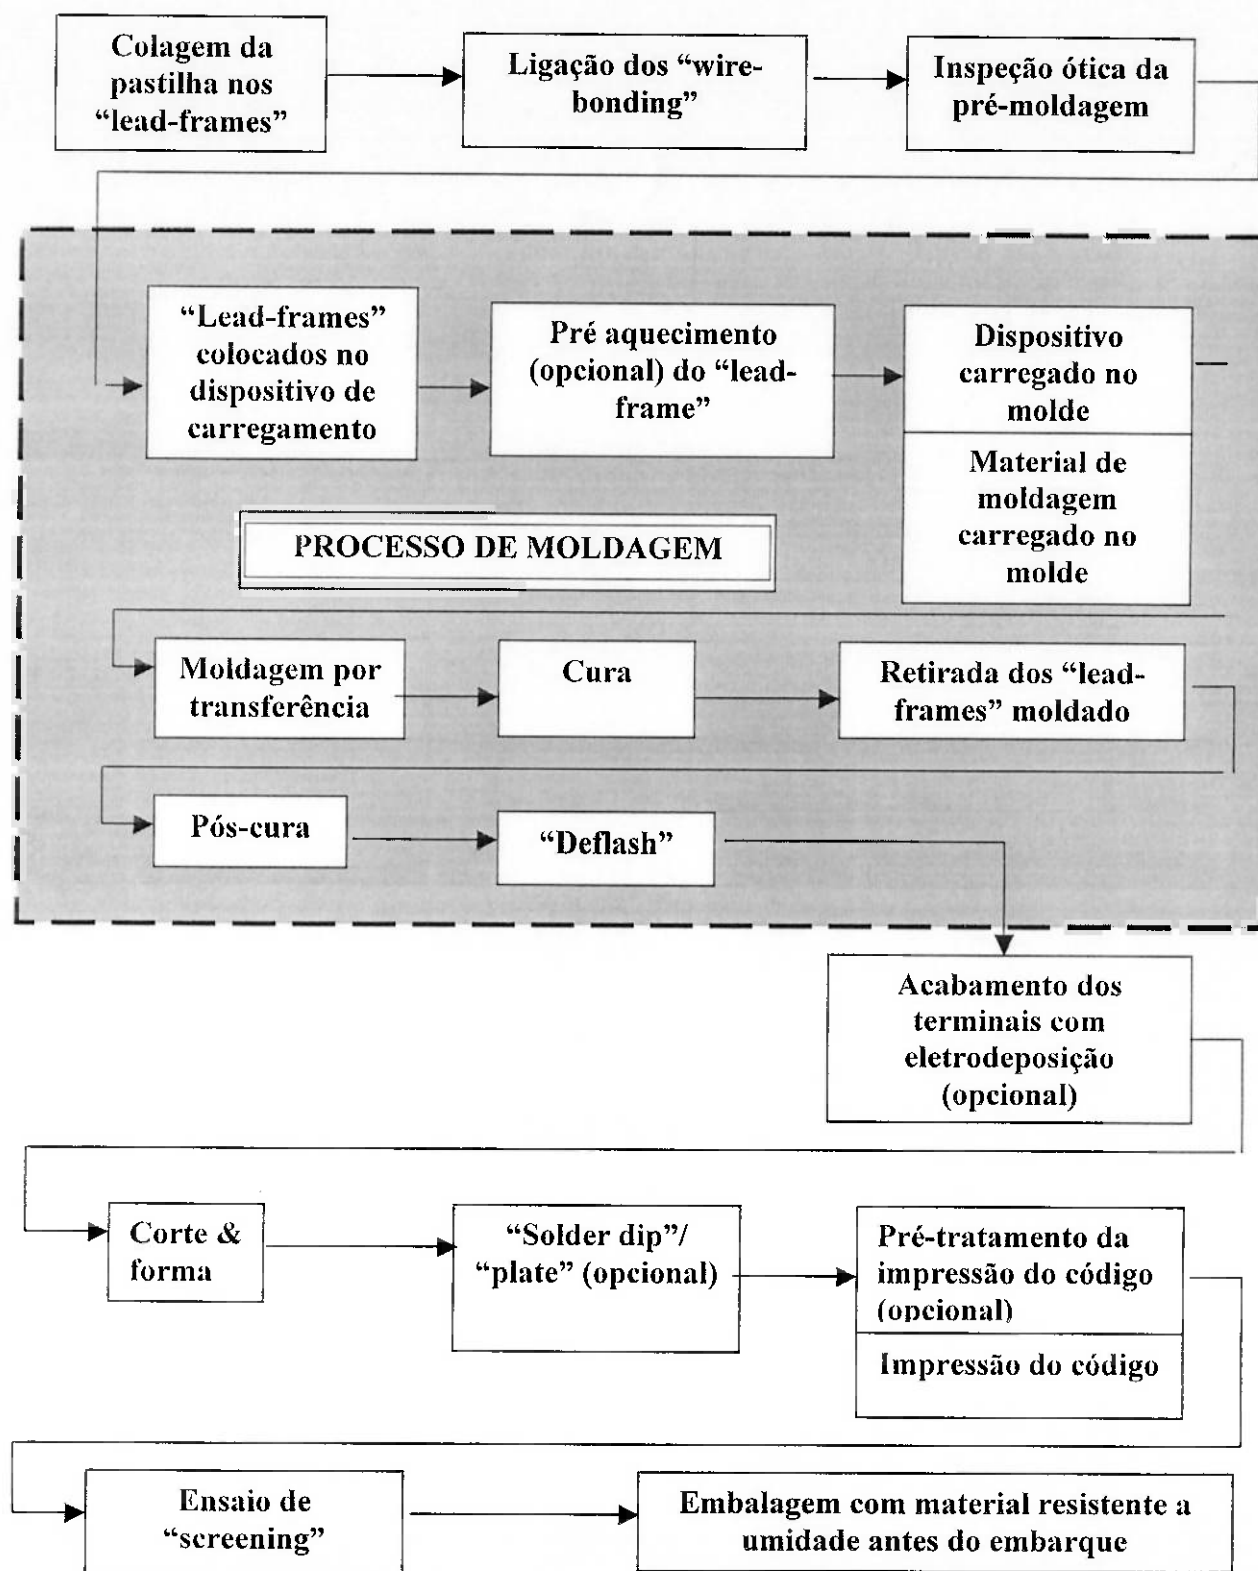 Colagem da
pastilha nos
“lead-frames”
Ligação dos “wire-
bonding”
Inspeção ótica da
pré-moldagem
“Lead-frames”
colocados no
dispositivo de
carregamento
Pré aquecimento
(opcional) do “lead-
frame”
Dispositivo
carregado no
molde
Material de
moldagem
carregado no
molde
PROCESSO DE MOLDAGEM
Moldagem por
transferência
Cura
Retirada dos “lead-
frames” moldado
Pós-cura
“Deflash”
Acabamento dos
terminais com
eletrodeposição
(opcional)
Corte &
forma
“Solder dip”/
“plate” (opcional)
Pré-tratamento da
impressão do código
(opcional)
Impressão do código
Ensaio de
“screening”
Embalagem com material resistente a
umidade antes do embarque